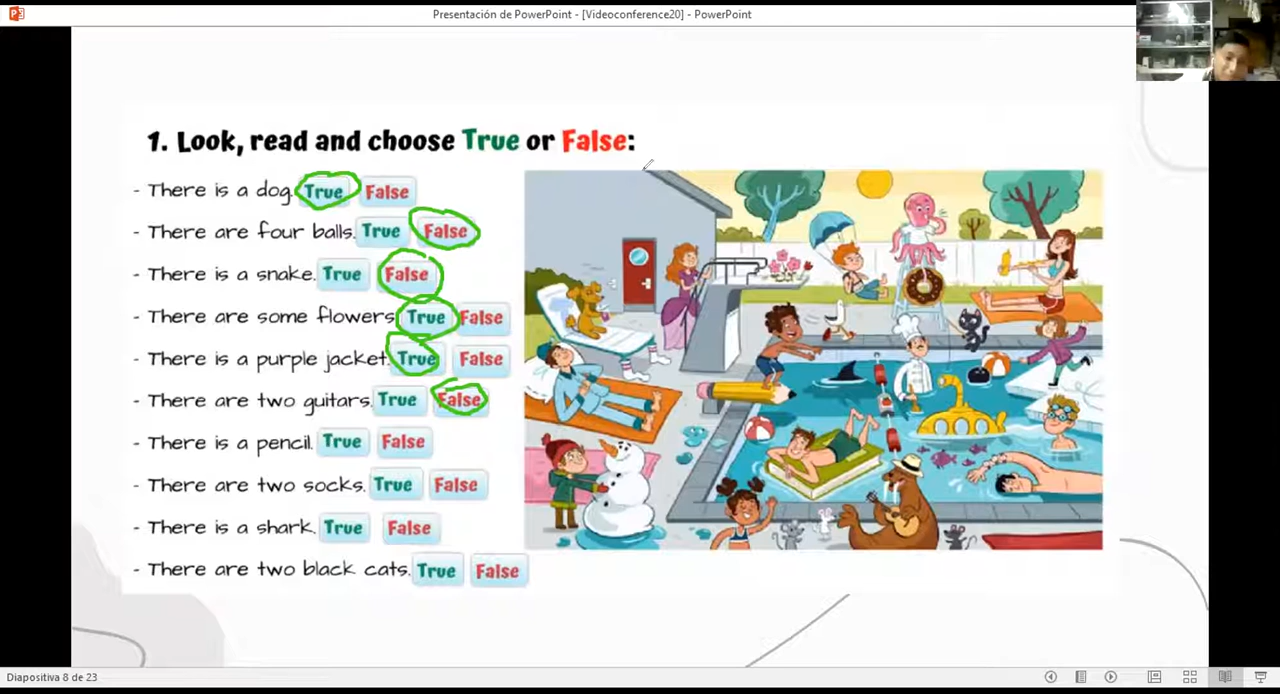 Presentación de PowerPoint - [Videoconference20] - PowerPoint
1. Look, read and choose True or False:
- There is a dog. True False
- There are four balls. True False
- There is a snake. True False
- There are some flowers. True False
- There is a purple jacket. True False
- There are two guitars. True False
- There is a pencil. True False
- There are two socks. True False
- There is a shark. True False
- There are two black cats. True False
Diapositiva 8 de 23